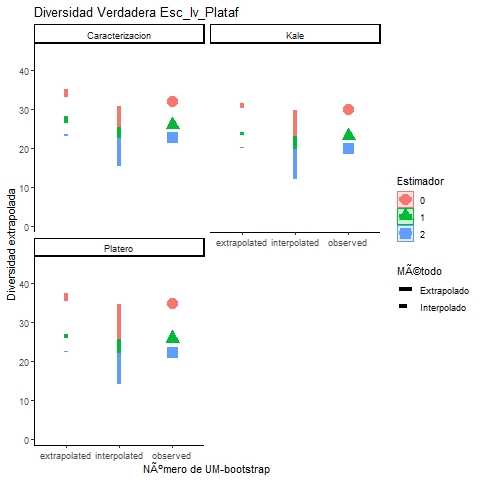 Diversidad Verdadera Esc_lv_Plataf
Caracterizacion
Kale
40
30
20
10
0
extrapolated interpolated observed
Platero
40
30
20
10
0
extrapolated interpolated observed
Diversidad extrapolada
NÃºmero de UM-bootstrap
Estimador
0
1
2
MÃ©todo
Extrapolado
Interpolado